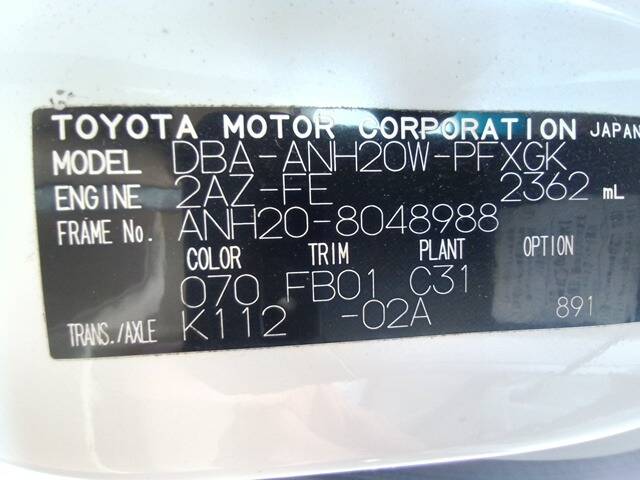 TOYOTA MOTOR CORPORATION JAPAN
MODEL DBA-ANH20W-PFXGK
ENGINE 2AZ-FE 2362 mL
FRAME No. ANH20-8048988
COLOR TRIM PLANT OPTION
070 FB01 C31
TRANS./AXLE K112 -02A 891